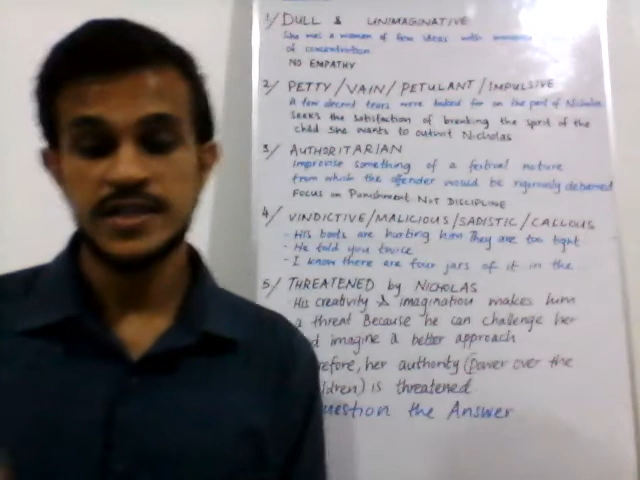 1/ DULL & UNIMAGINATIVE
She was a women of few ideas with
of concentration
NO EMPATHY
2/ PETTY/VAIN/PETULANT/IMPULSIVE
A few decent tears were looked for on the part of Nicholas
Seeks the satisfaction of breaking the spirit of the
child She wants to outwit Nicholas
3/ AUTHORITARIAN
Improvise something of a festival nature
from which the offender would be rigorously debarred
Focus on PUNISHMENT NOT DISCIPLINE
4/ VINDICTIVE/MALICIOUS/SADISTIC/CALLOUS
- His boots are hurting him They are too tight
- He told you twice
- I know there are four jars of it in the
5/ THREATENED by NICHOLAS
- His creativity & imagination makes him
a threat Because he can challenge her
imagine a better approach
refore, her authority (power over the
ldren) is threatened
uestion the Answer